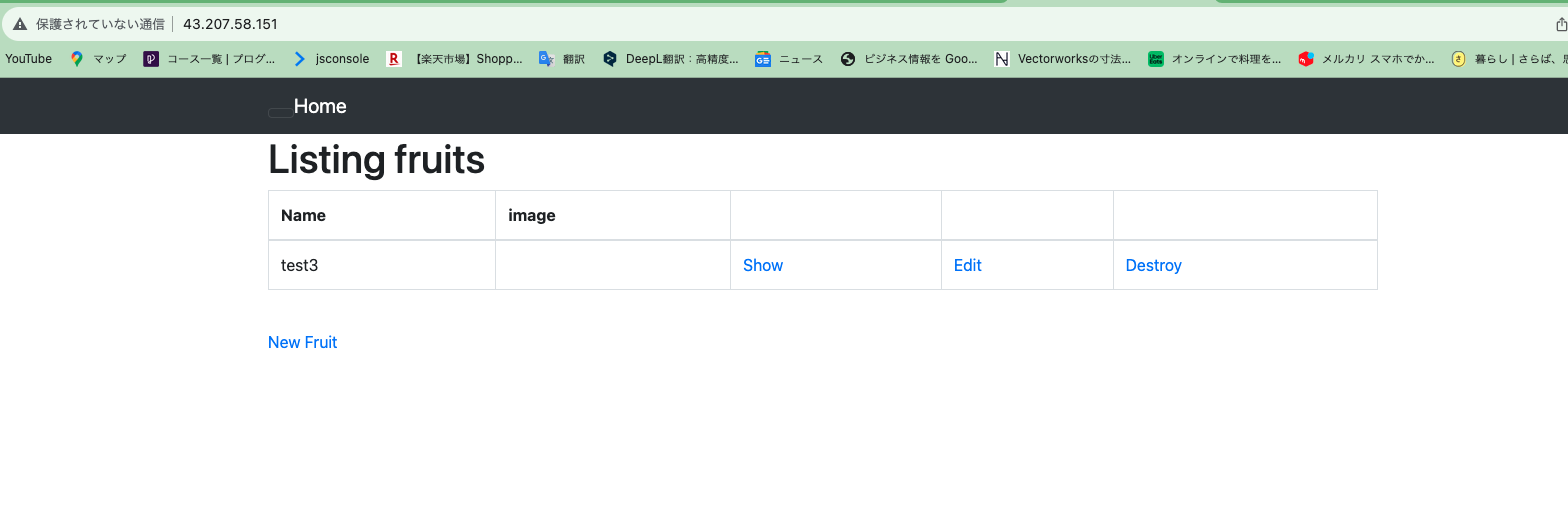 保護されていない通信 43.207.58.151
YouTube マップ コース一覧 | プログ... jsconsole 【楽天市場】Shopp... 翻訳 DeepL翻訳：高精度... ニュース ビジネス情報を Goo... Vectorworksの寸法... オンラインで料理を... メルカリ スマホでか... 暮らし | さらば、
Home
Listing fruits
Name image
test3 Show Edit Destroy
New Fruit